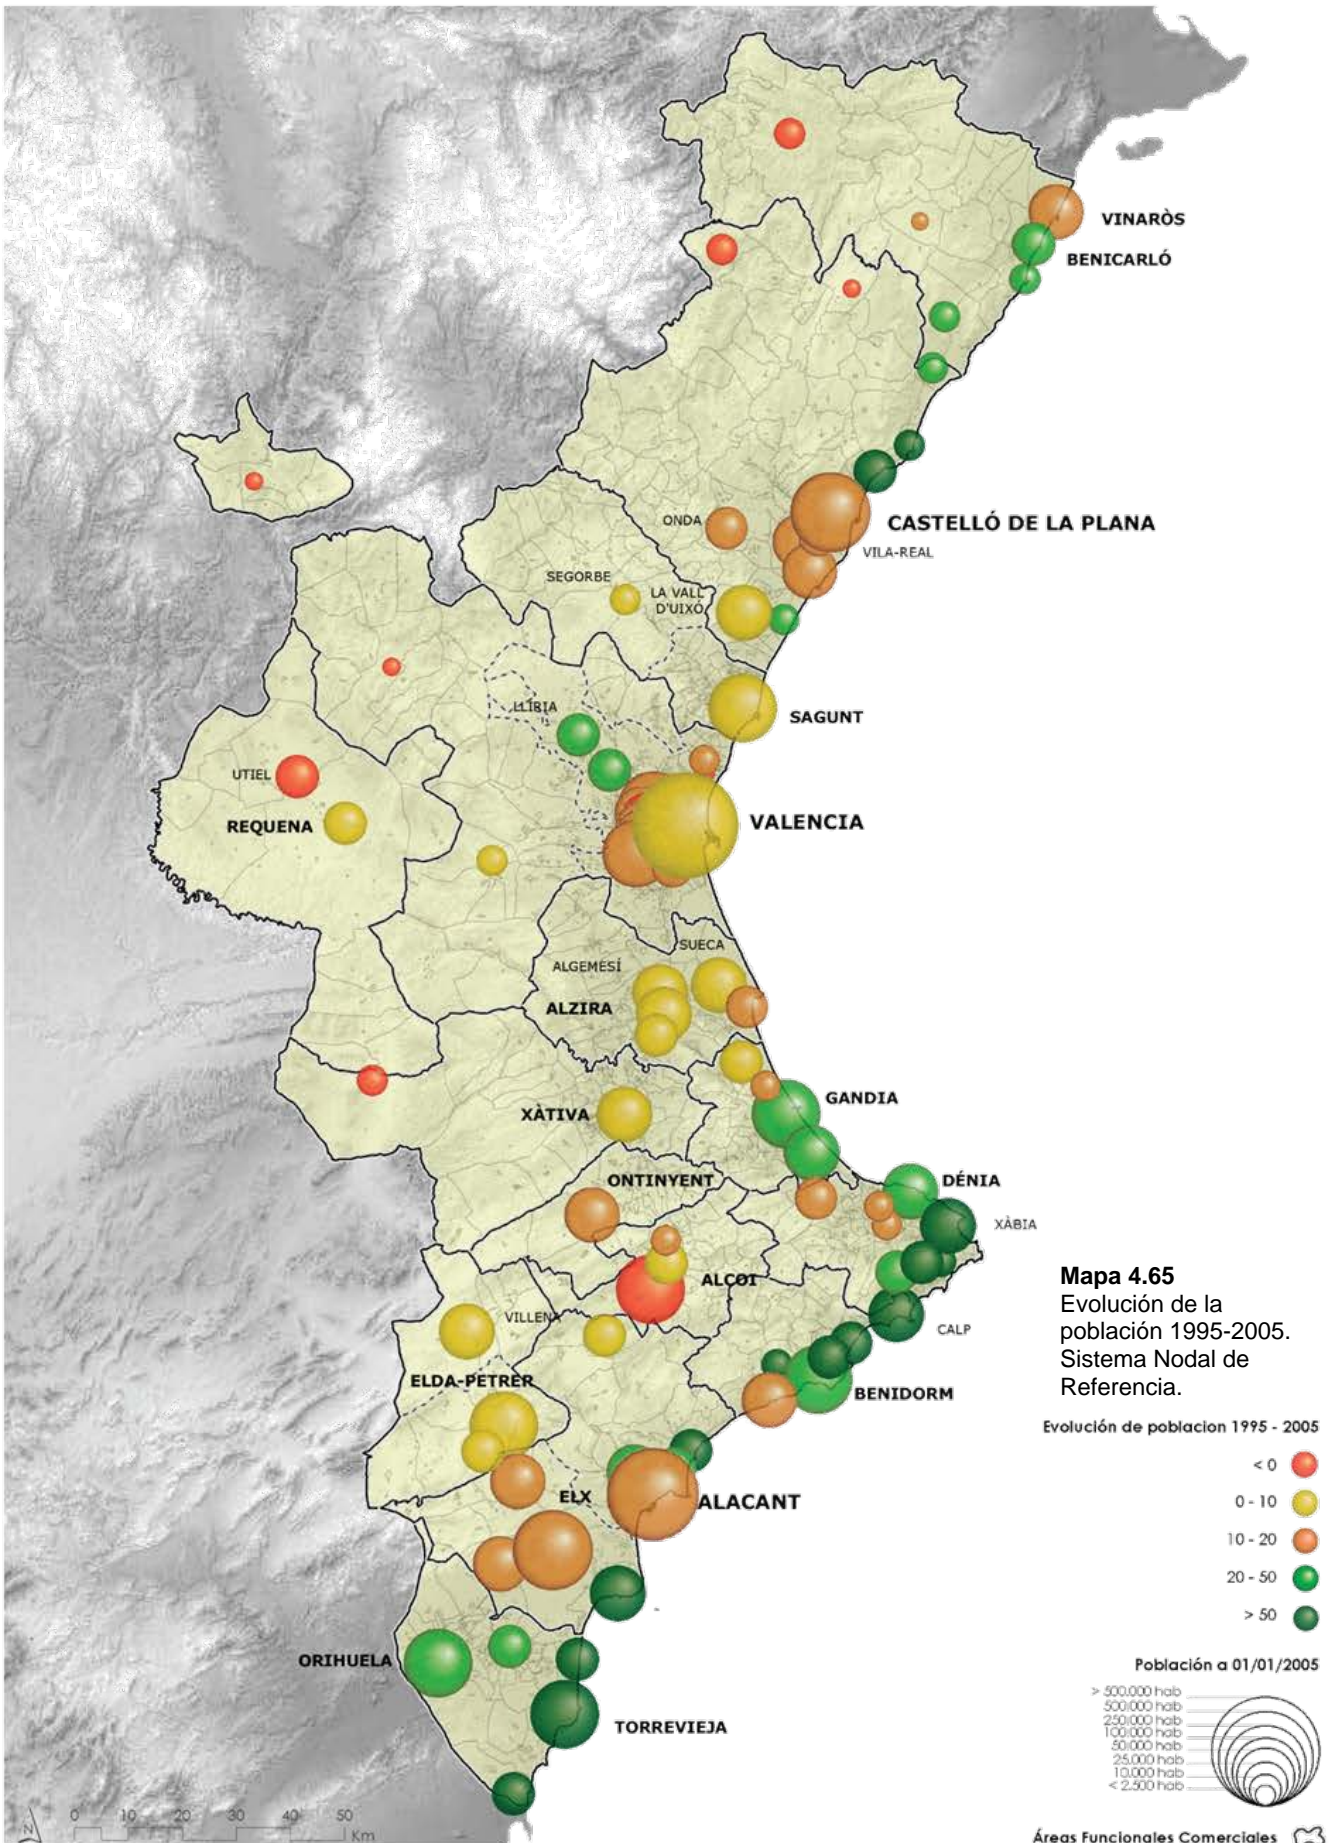 VINARÒS
BENICARLÓ
ONDA
CASTELLÓ DE LA PLANA
VILA-REAL
SEGORBE
LA VALL
D'UIXÓ
LLÍRIA
SAGUNT
UTIEL
REQUENA
VALENCIA
SUECA
ALGEMESÍ
ALZIRA
GANDIA
XÀTIVA
ONTINYENT
DÉNIA
XÀBIA
ALCOI
VILLENA
CALP
ELDA-PETRER
BENIDORM
ELX
ALACANT
ORIHUELA
TORREVIEJA
Mapa 4.65
Evolución de la
población 1995-2005.
Sistema Nodal de
Referencia.
Evolución de poblacion 1995 - 2005
< 0
0 - 10
10 - 20
20 - 50
> 50
Población a 01/01/2005
> 500.000 hab
500.000 hab
250.000 hab
100.000 hab
50.000 hab
25.000 hab
10.000 hab
< 2.500 hab
Áreas Funcionales Comerciales
N
0 10 20 30 40 50
Km